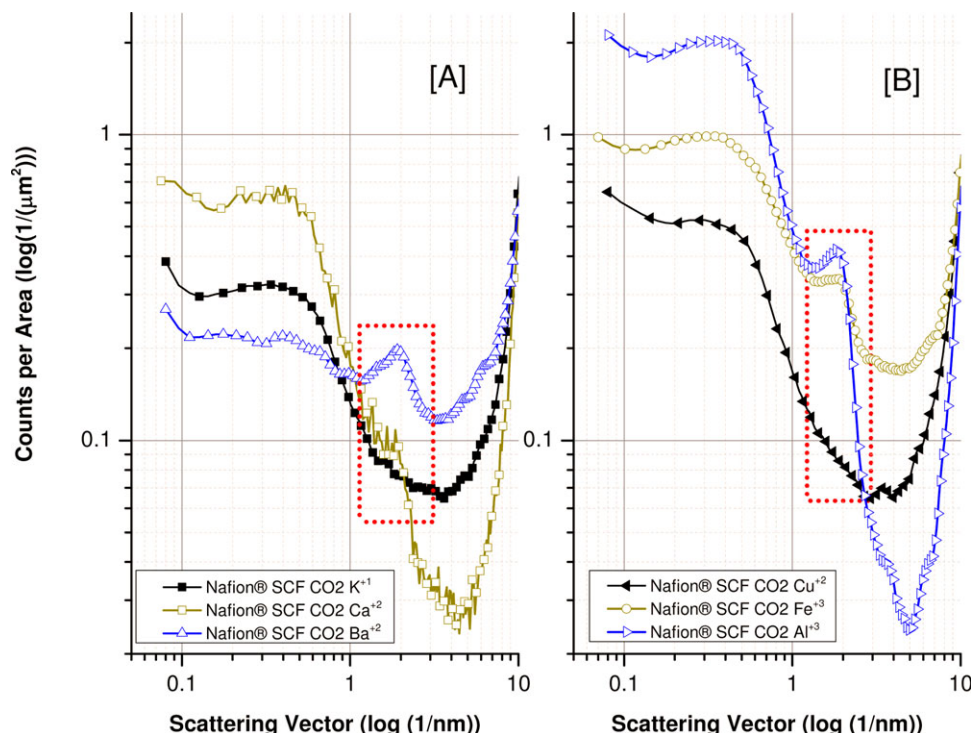 Counts per Area (log(1/(μm²)))
[A]
1
0.1
Nafion® SCF CO2 K⁺¹
Nafion® SCF CO2 Ca⁺²
Nafion® SCF CO2 Ba⁺²
0.1 1 10
Scattering Vector (log (1/nm))
[B]
1
0.1
Nafion® SCF CO2 Cu⁺²
Nafion® SCF CO2 Fe⁺³
Nafion® SCF CO2 Al⁺³
0.1 1 10
Scattering Vector (log (1/nm))